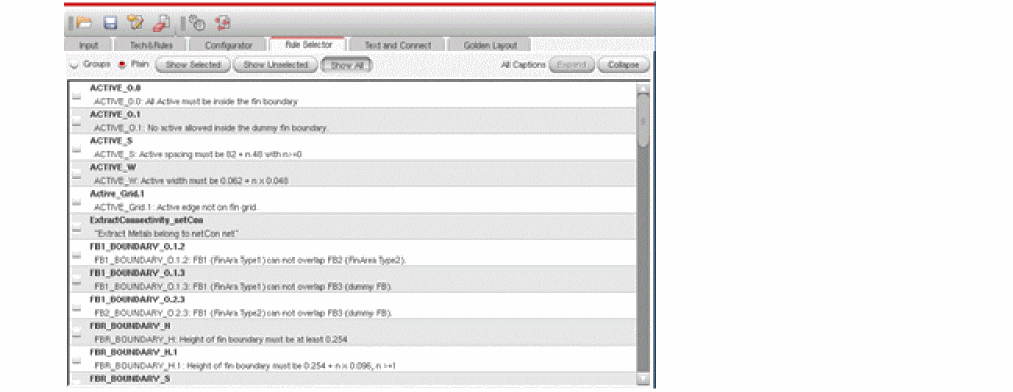 Input Tech&Rules Configurator Rule Selector Text and Connect Golden Layout
Groups Plain Show Selected Show Unselected Show All All Captions Expand Collapse
ACTIVE_0.0
ACTIVE_0.0: All Active must be inside the fin boundary
ACTIVE_0.1
ACTIVE_0.1: No active allowed inside the dummy fin boundary.
ACTIVE_S
ACTIVE_S: Active spacing must be 82 + n.48 with n>=0
ACTIVE_W
ACTIVE_W: Active width must be 0.062 + n x 0.048
Active_Grid.1
ACTIVE_Grid.1: Active edge not on fin grid.
ExtractConnectivity_netCon
"Extract Metals belong to netCon net"
FB1_BOUNDARY_0.1.2
FB1_BOUNDARY_0.1.2: FB1 (FinAra Type1) can not overlap FB2 (FinArea Type2).
FB1_BOUNDARY_0.1.3
FB1_BOUNDARY_0.1.3: FB1 (FinAra Type1) can not overlap FB3 (dummy FB).
FB1_BOUNDARY_0.2.3
FB2_BOUNDARY_0.2.3: FB1 (FinAra Type2) can not overlap FB3 (dummy FB).
FBR_BOUNDARY_H
FBR_BOUNDARY_H: Height of fin boundary must be at least 0.254
FBR_BOUNDARY_H.1
FBR_BOUNDARY_H.1: Height of fin boundary must be 0.254 + n x 0.096, n >=1
FBR_BOUNDARY_S